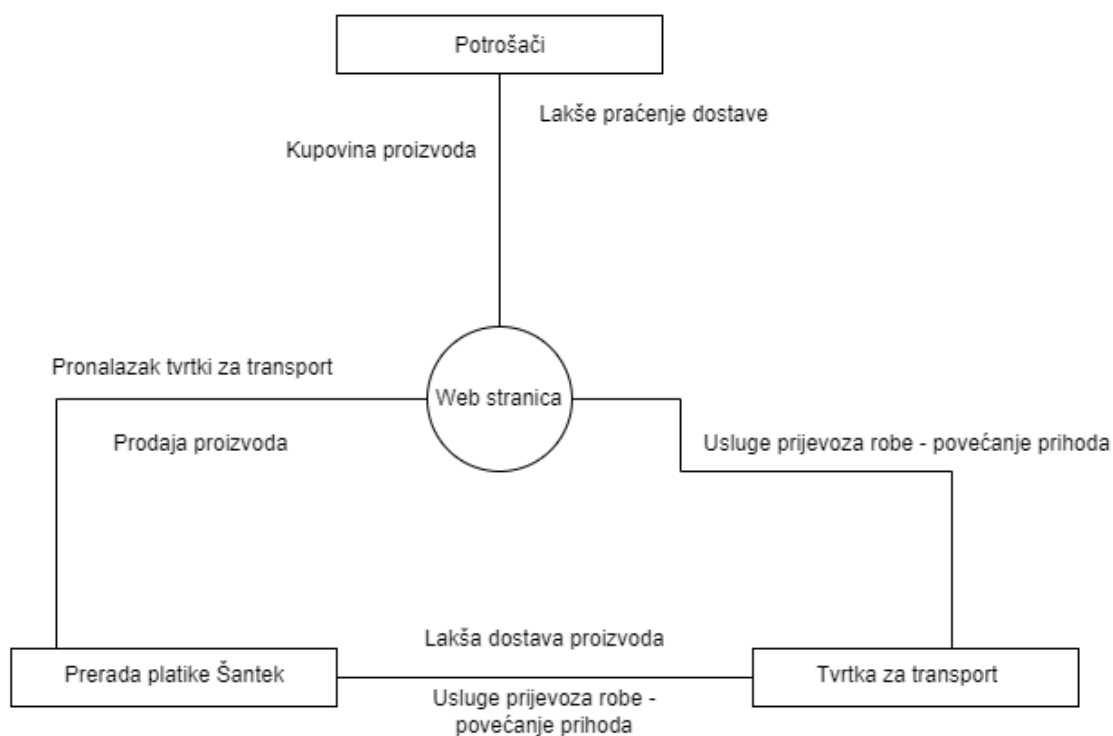 Potrošači
Lakše praćenje dostave
Kupovina proizvoda
Pronalazak tvrtki za transport
Web stranica
Prodaja proizvoda
Usluge prijevoza robe - povećanje prihoda
Lakša dostava proizvoda
Prerada platike Šantek
Tvrtka za transport
Usluge prijevoza robe -
povećanje prihoda